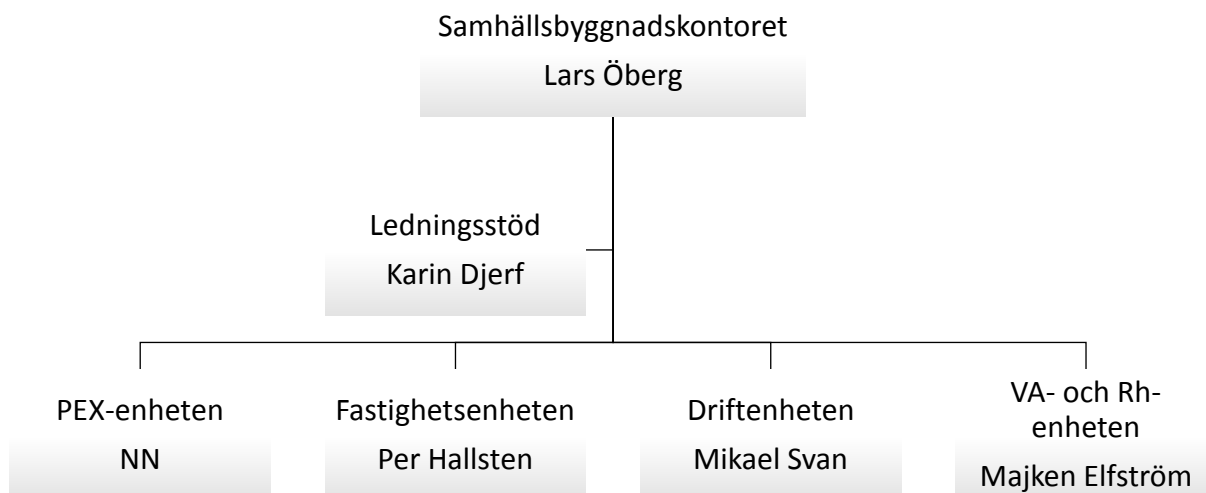 Samhällsbyggnadskontoret
Lars Öberg
Ledningsstöd
Karin Djerf
PEX-enheten
NN
Fastighetsenheten
Per Hallsten
Driftenheten
Mikael Svan
VA- och Rh-
enheten
Majken Elfström